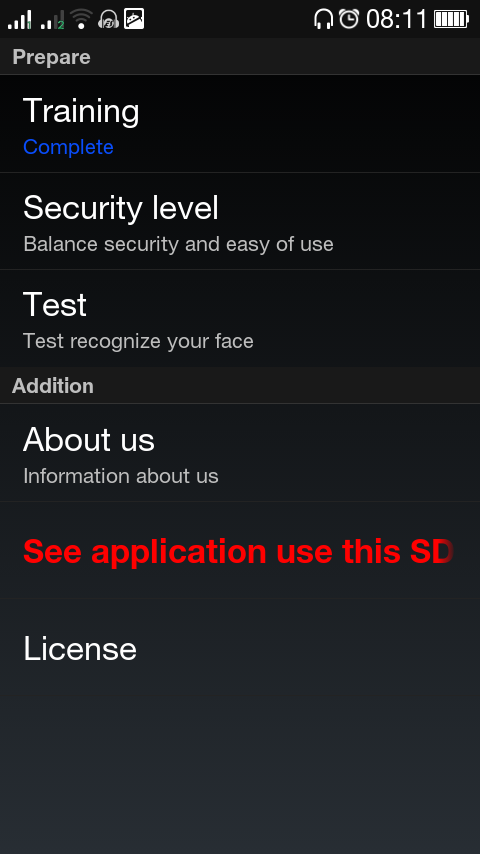 08:11
Prepare
Training
Complete
Security level
Balance security and easy of use
Test
Test recognize your face
Addition
About us
Information about us
See application use this SD
License